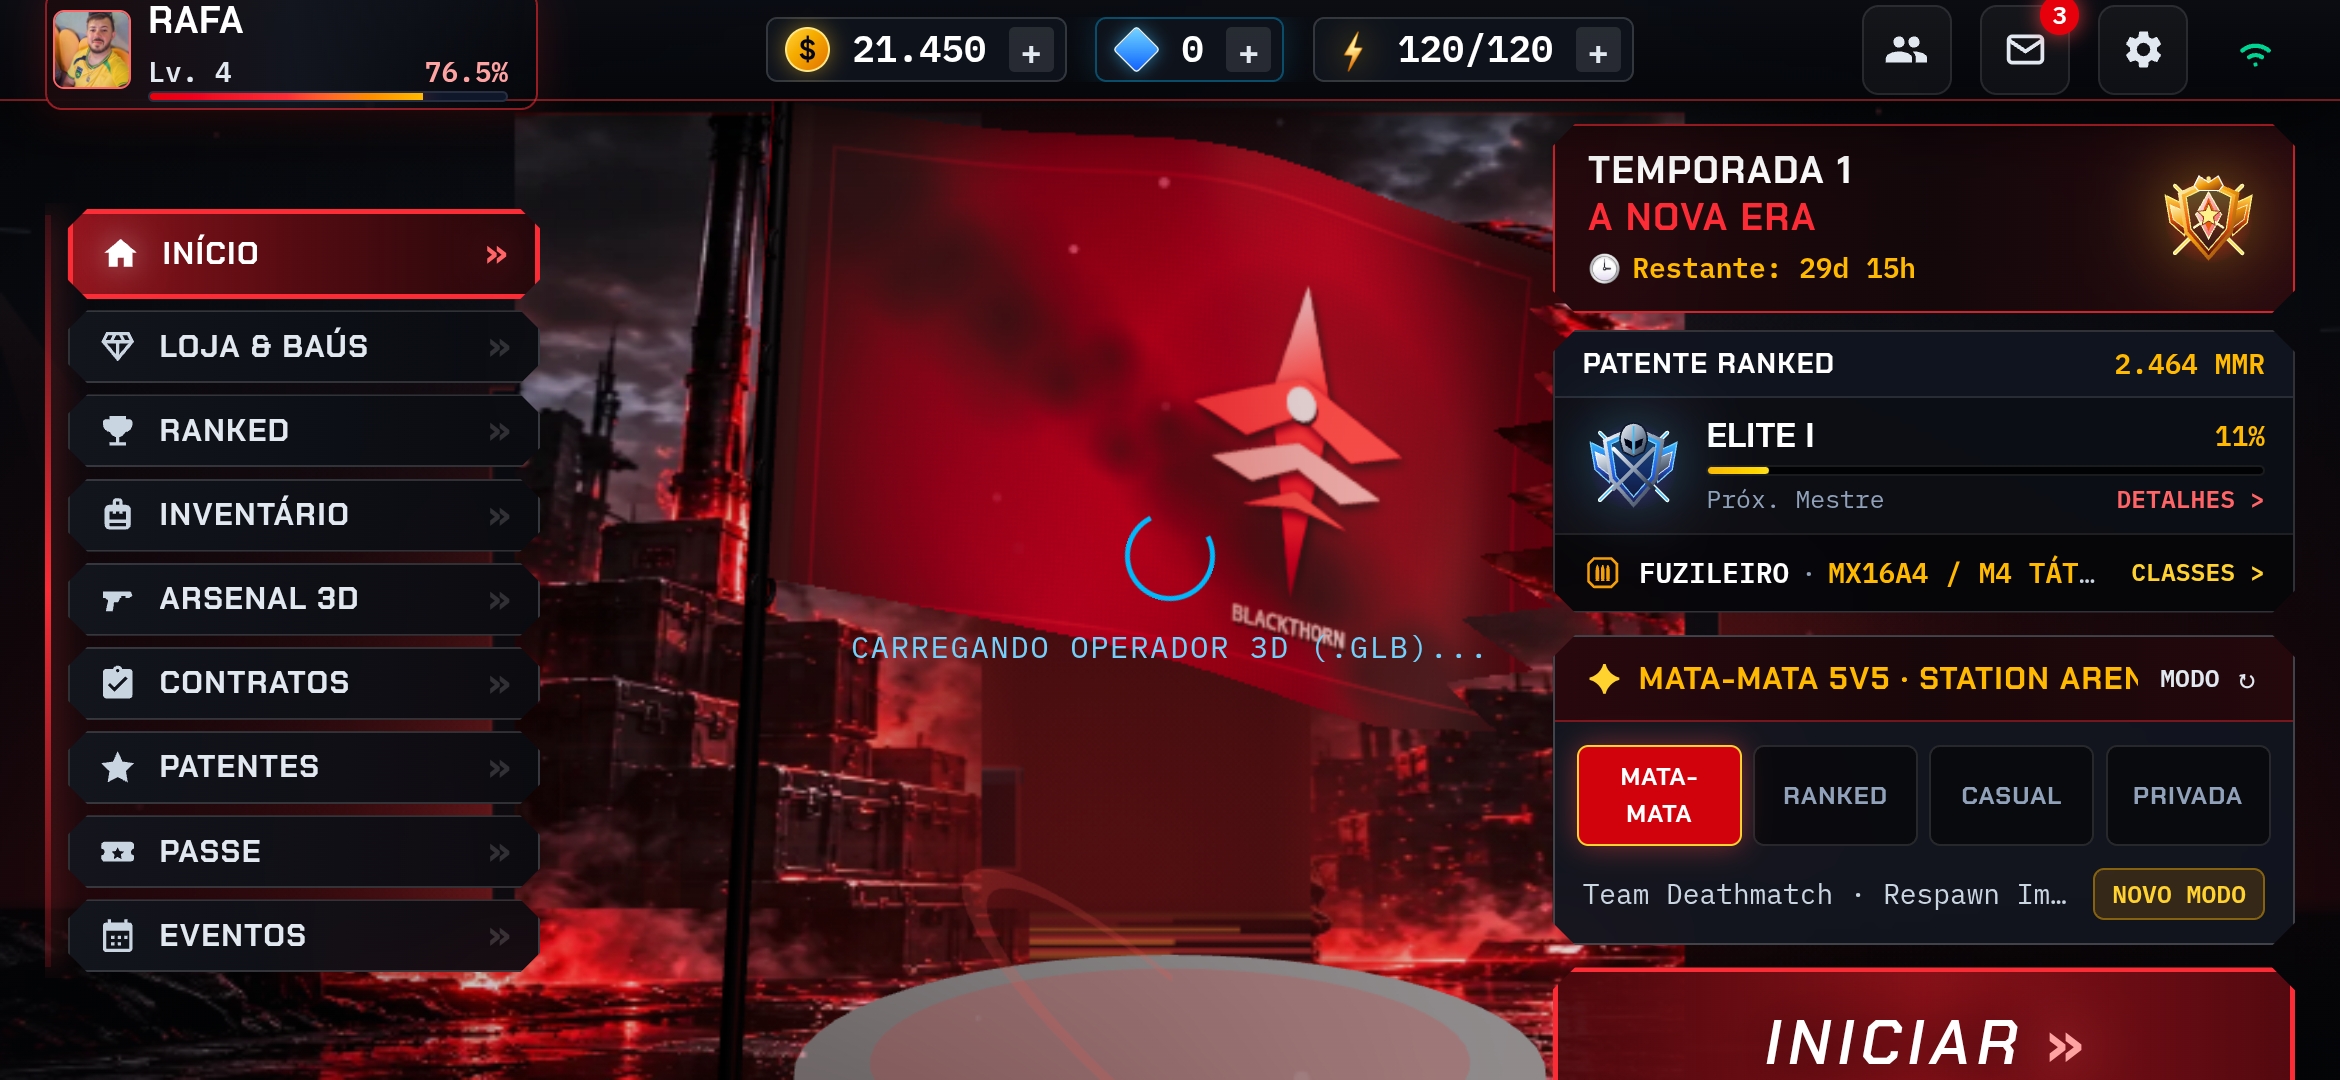 RAFA
Lv. 4
76.5%
21.450 +
0 +
120/120 +
3
INÍCIO »
LOJA & BAÚS »
RANKED »
INVENTÁRIO »
ARSENAL 3D »
CONTRATOS »
PATENTES »
PASSE »
EVENTOS »
BLACKTHORN
CARREGANDO OPERADOR 3D (.GLB)...
TEMPORADA 1
A NOVA ERA
Restante: 29d 15h
PATENTE RANKED
2.464 MMR
ELITE I
11%
Próx. Mestre
DETALHES >
FUZILEIRO · MX16A4 / M4 TÁT…
CLASSES >
MATA-MATA 5V5 · STATION AREN
MODO ↻
MATA-
MATA
RANKED
CASUAL
PRIVADA
Team Deathmatch · Respawn Im…
NOVO MODO
INICIAR »